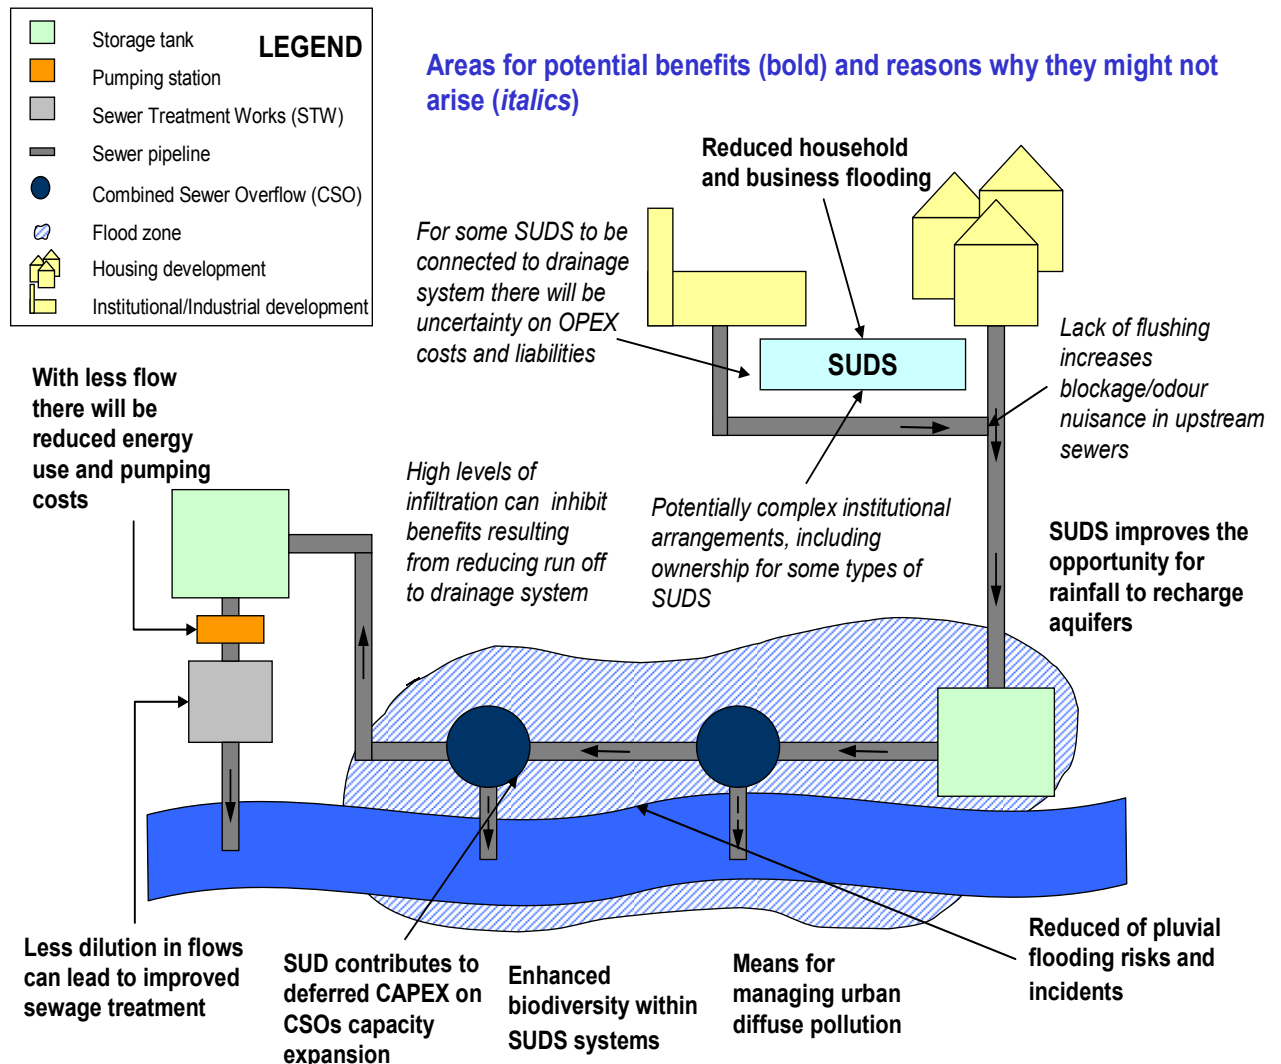 LEGEND
Storage tank
Pumping station
Sewer Treatment Works (STW)
Sewer pipeline
Combined Sewer Overflow (CSO)
Flood zone
Housing development
Institutional/Industrial development
Areas for potential benefits (bold) and reasons why they might not
arise (italics)
Reduced household
and business flooding
For some SUDS to be
connected to drainage
system there will be
uncertainty on OPEX
costs and liabilities
SUDS
Lack of flushing
increases
blockage/odour
nuisance in upstream
sewers
With less flow
there will be
reduced energy
use and pumping
costs
High levels of
infiltration can  inhibit
benefits resulting
from reducing run off
to drainage system
Potentially complex institutional
arrangements, including
ownership for some types of
SUDS
SUDS improves the
opportunity for
rainfall to recharge
aquifers
Less dilution in flows
can lead to improved
sewage treatment
SUD contributes to
deferred CAPEX on
CSOs capacity
expansion
Enhanced
biodiversity within
SUDS systems
Means for
managing urban
diffuse pollution
Reduced of pluvial
flooding risks and
incidents